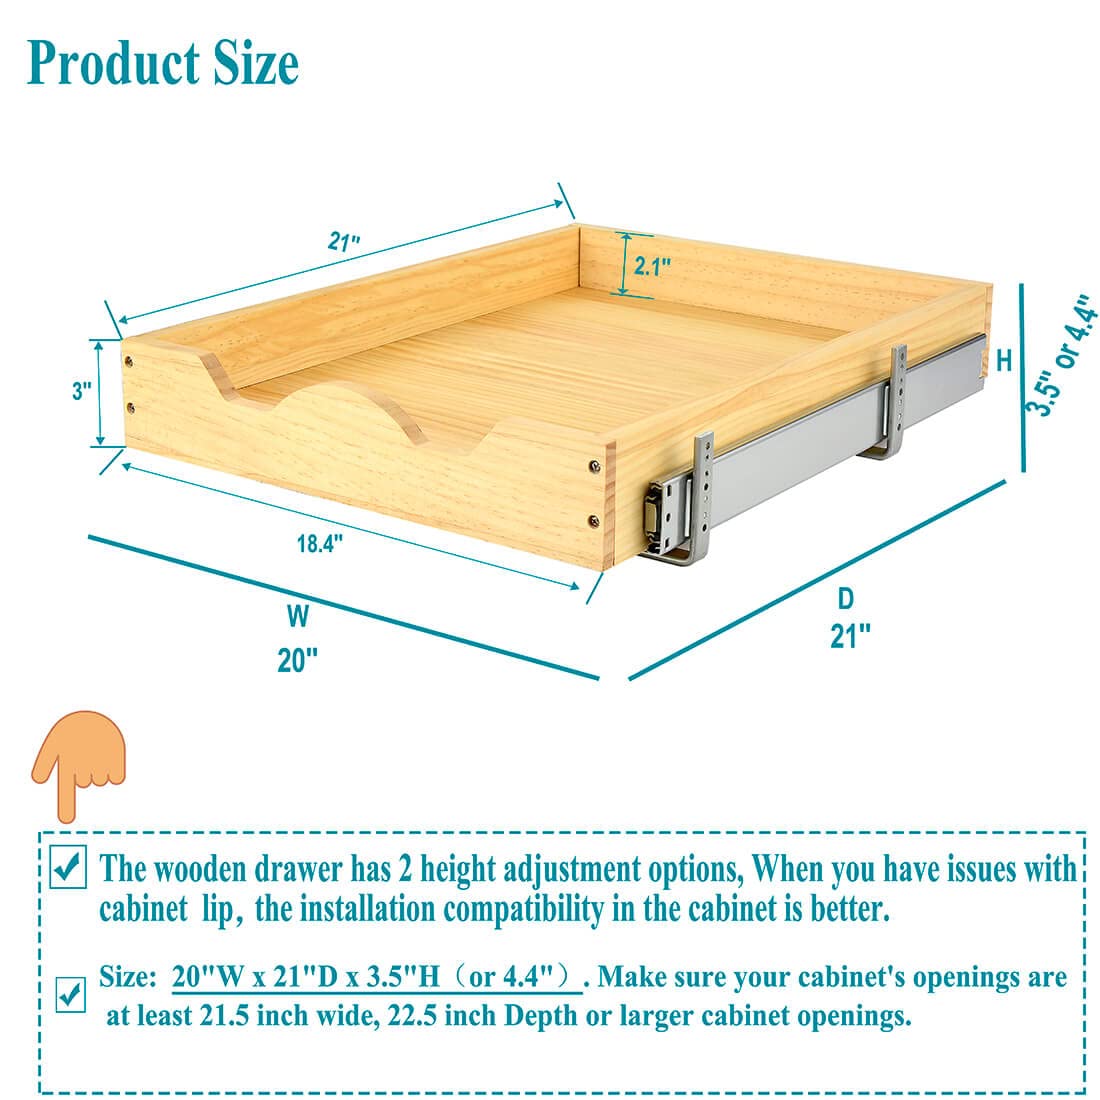 Product Size
21"
2.1"
3"
H
3.5" or 4.4"
18.4"
W
20"
D
21"
The wooden drawer has 2 height adjustment options, When you have issues with
cabinet lip, the installation compatibility in the cabinet is better.
Size: 20"W x 21"D x 3.5"H（or 4.4"）. Make sure your cabinet's openings are
at least 21.5 inch wide, 22.5 inch Depth or larger cabinet openings.